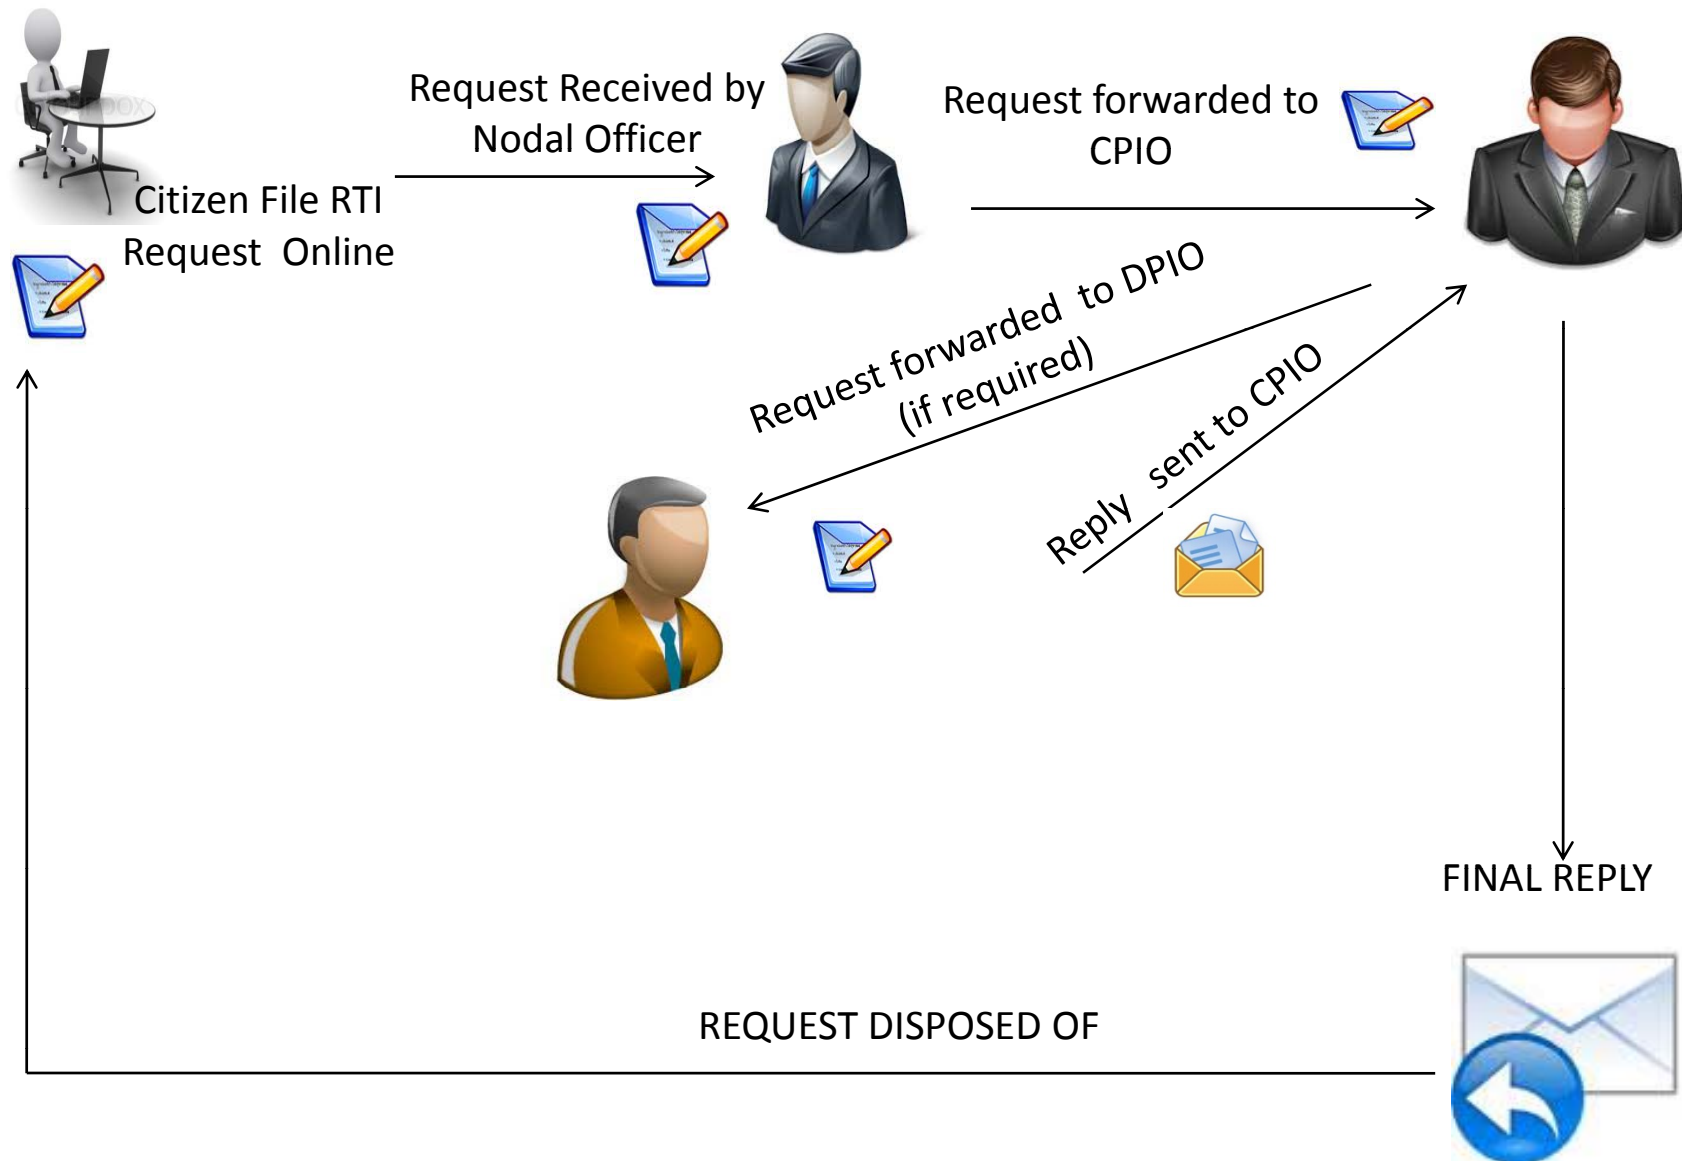 Request Received by
Nodal Officer
Request forwarded to
CPIO
Citizen File RTI
Request  Online
Request forwarded  to DPIO
(if required)
Reply  sent to CPIO
FINAL REPLY
REQUEST DISPOSED OF